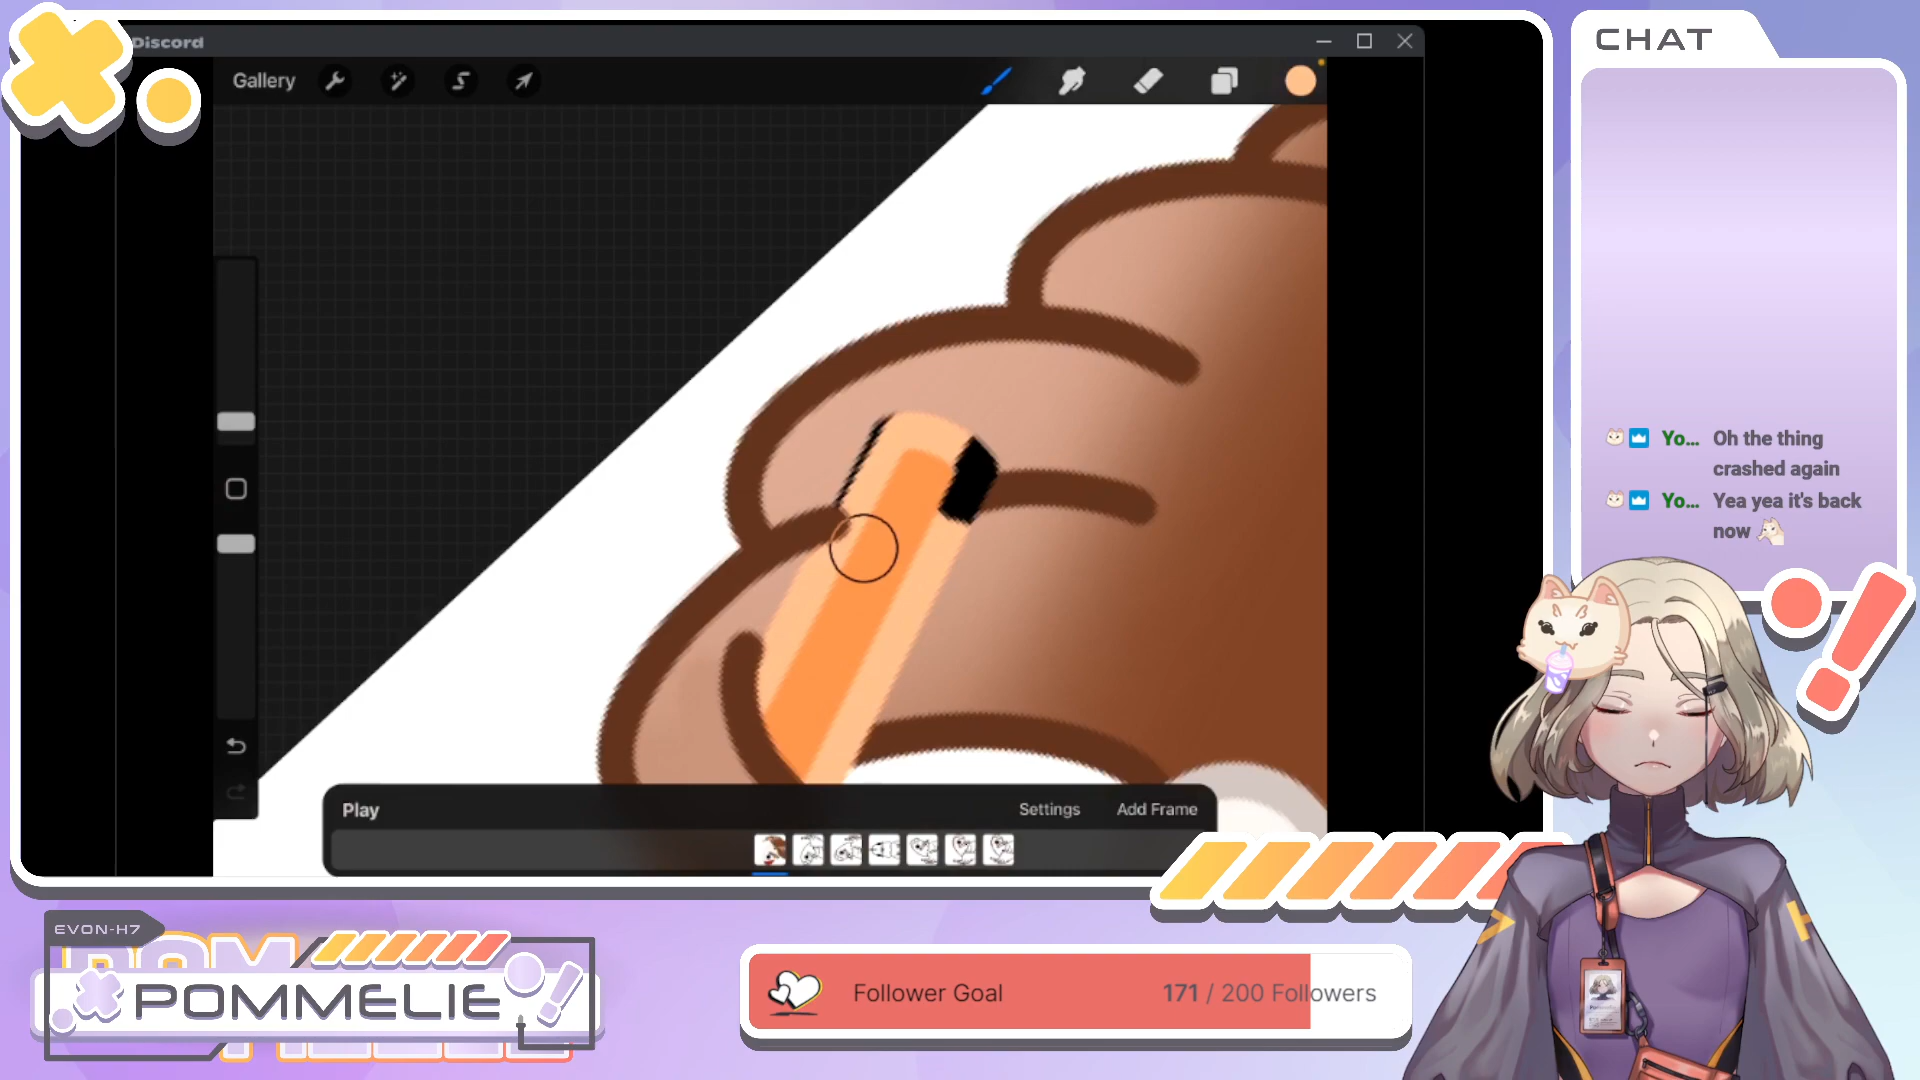 Discord
CHAT
Gallery
Yo... Oh the thing
crashed again
Yo... Yea yea it's back
now
Play
Settings
Add Frame
EVON-H7
POMMELIE
Follower Goal
171 / 200 Followers